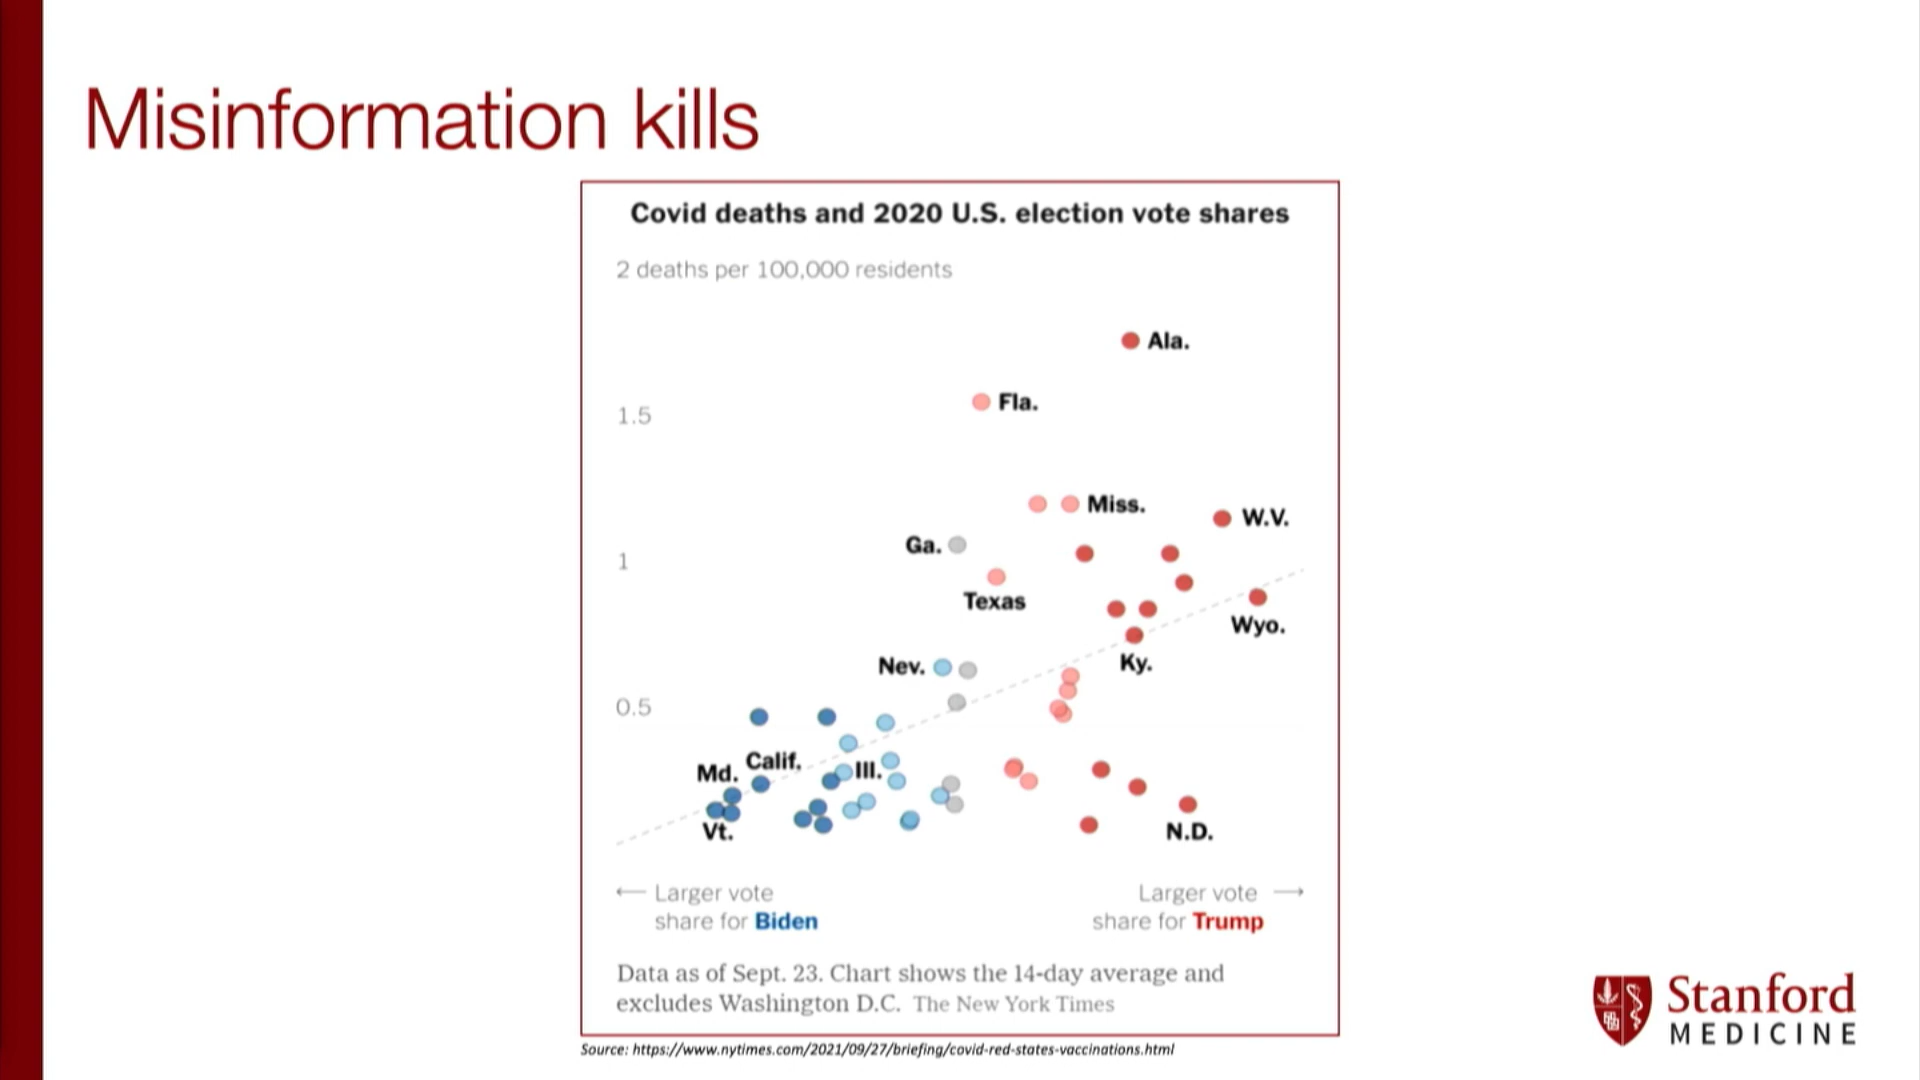 Misinformation kills
Covid deaths and 2020 U.S. election vote shares
2 deaths per 100,000 residents
Ala.
Fla.
1.5
Miss.
W.V.
Ga.
1
Texas
Wyo.
Ky.
Nev.
0.5
Calif.
Md.
Ill.
Vt.
N.D.
← Larger vote
share for Biden
Larger vote →
share for Trump
Data as of Sept. 23. Chart shows the 14-day average and
excludes Washington D.C. The New York Times
Source: https://www.nytimes.com/2021/09/27/briefing/covid-red-states-vaccinations.html
Stanford
MEDICINE